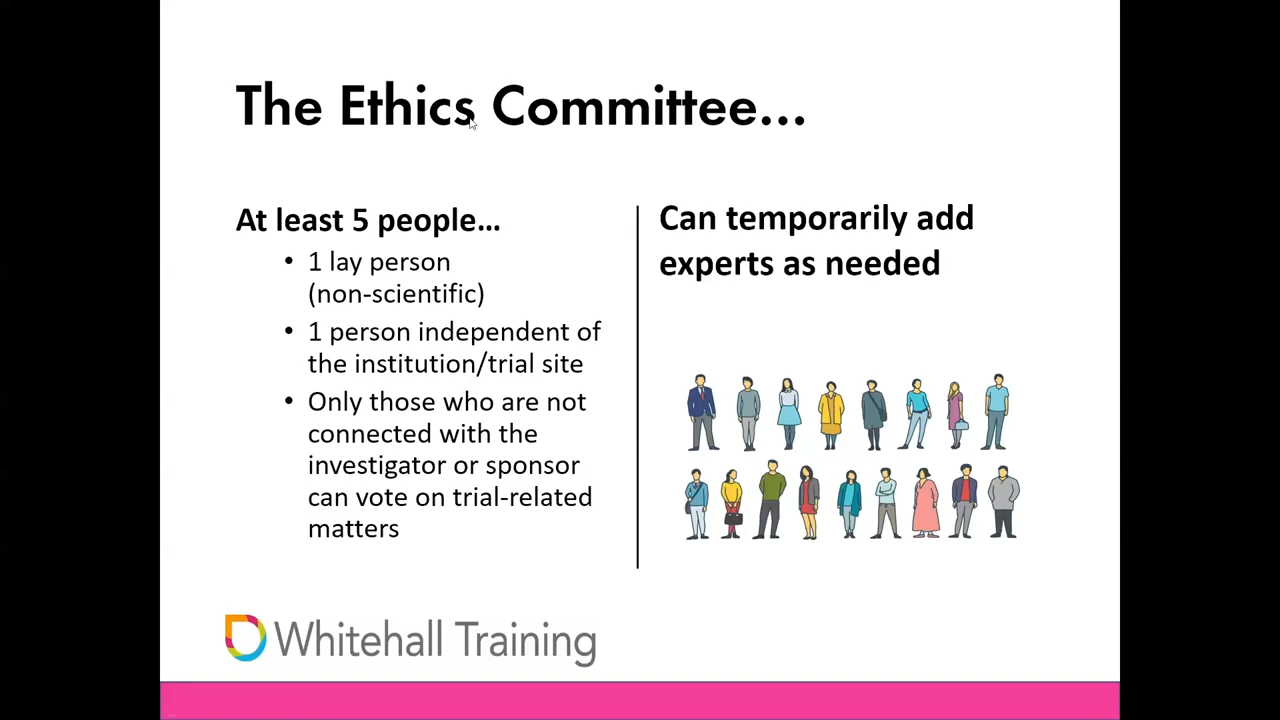 The Ethics Committee...
At least 5 people...
• 1 lay person
(non-scientific)
• 1 person independent of
the institution/trial site
• Only those who are not
connected with the
investigator or sponsor
can vote on trial-related
matters
Can temporarily add
experts as needed
Whitehall Training